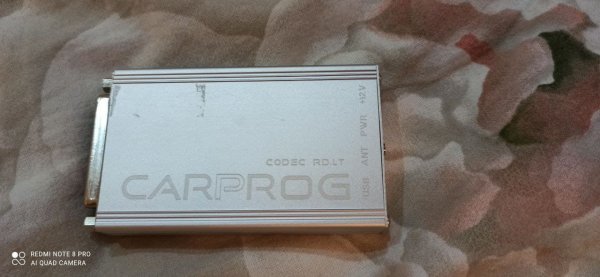 CODEC RD.LT
CARPROG
USB ANT PWR +12V
REDMI NOTE 8 PRO
AI QUAD CAMERA